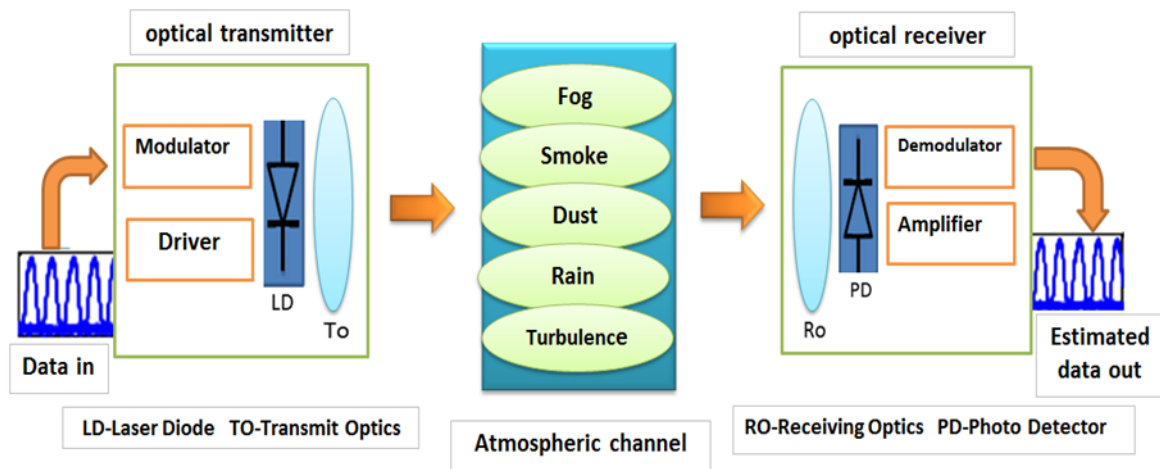 optical transmitter
Modulator
Driver
LD
To
Data in
LD-Laser Diode TO-Transmit Optics
Fog
Smoke
Dust
Rain
Turbulence
Atmospheric channel
optical receiver
Demodulator
Amplifier
PD
Ro
Estimated
data out
RO-Receiving Optics PD-Photo Detector